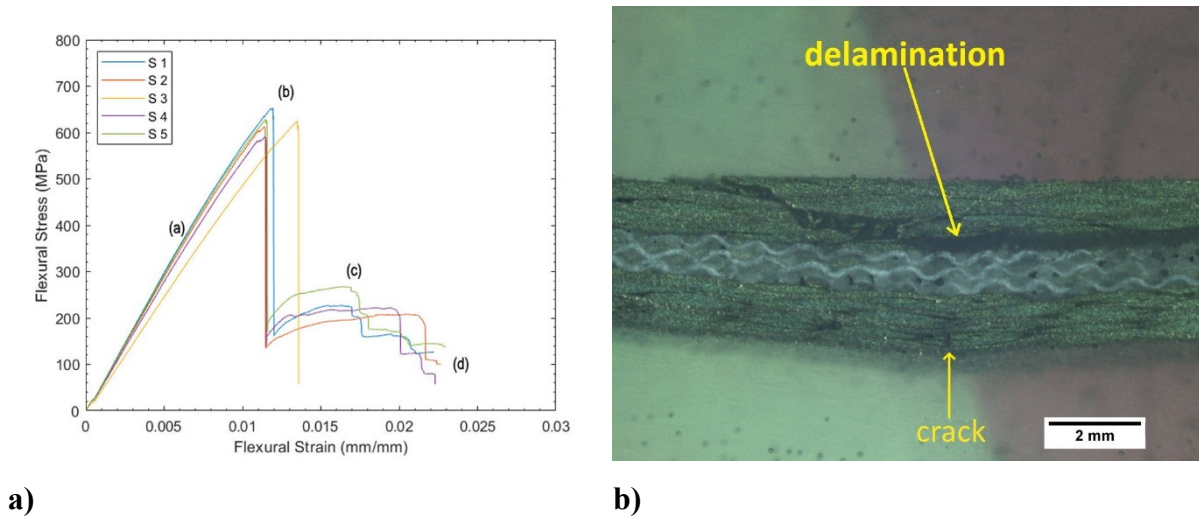 800
700
600
500
400
300
200
100
0
Flexural Stress (MPa)
S 1
S 2
S 3
S 4
S 5
(a)
(b)
(c)
(d)
0 0.005 0.01 0.015 0.02 0.025 0.03
Flexural Strain (mm/mm)
delamination
crack
2 mm
a)
b)